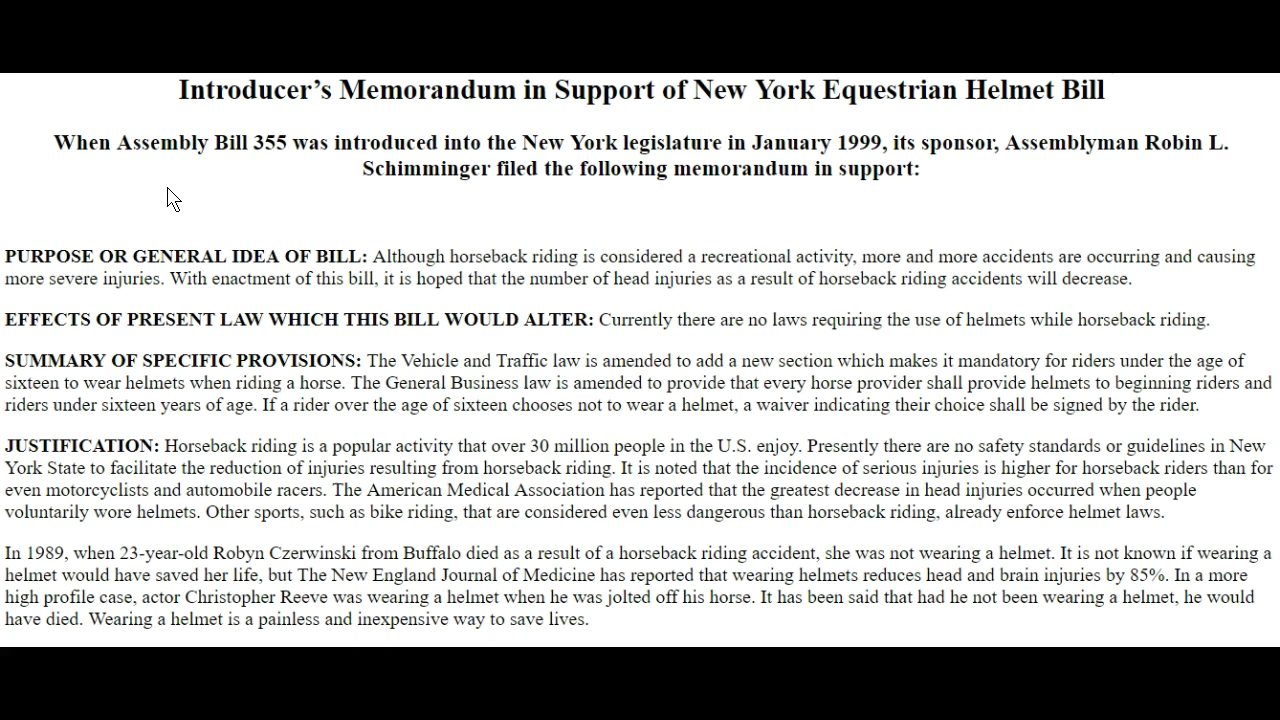 Introducer’s Memorandum in Support of New York Equestrian Helmet Bill
When Assembly Bill 355 was introduced into the New York legislature in January 1999, its sponsor, Assemblyman Robin L.
Schimminger filed the following memorandum in support:
PURPOSE OR GENERAL IDEA OF BILL: Although horseback riding is considered a recreational activity, more and more accidents are occurring and causing
more severe injuries. With enactment of this bill, it is hoped that the number of head injuries as a result of horseback riding accidents will decrease.
EFFECTS OF PRESENT LAW WHICH THIS BILL WOULD ALTER: Currently there are no laws requiring the use of helmets while horseback riding.
SUMMARY OF SPECIFIC PROVISIONS: The Vehicle and Traffic law is amended to add a new section which makes it mandatory for riders under the age of
sixteen to wear helmets when riding a horse. The General Business law is amended to provide that every horse provider shall provide helmets to beginning riders and
riders under sixteen years of age. If a rider over the age of sixteen chooses not to wear a helmet, a waiver indicating their choice shall be signed by the rider.
JUSTIFICATION: Horseback riding is a popular activity that over 30 million people in the U.S. enjoy. Presently there are no safety standards or guidelines in New
York State to facilitate the reduction of injuries resulting from horseback riding. It is noted that the incidence of serious injuries is higher for horseback riders than for
even motorcyclists and automobile racers. The American Medical Association has reported that the greatest decrease in head injuries occurred when people
voluntarily wore helmets. Other sports, such as bike riding, that are considered even less dangerous than horseback riding, already enforce helmet laws.
In 1989, when 23-year-old Robyn Czerwinski from Buffalo died as a result of a horseback riding accident, she was not wearing a helmet. It is not known if wearing a
helmet would have saved her life, but The New England Journal of Medicine has reported that wearing helmets reduces head and brain injuries by 85%. In a more
high profile case, actor Christopher Reeve was wearing a helmet when he was jolted off his horse. It has been said that had he not been wearing a helmet, he would
have died. Wearing a helmet is a painless and inexpensive way to save lives.